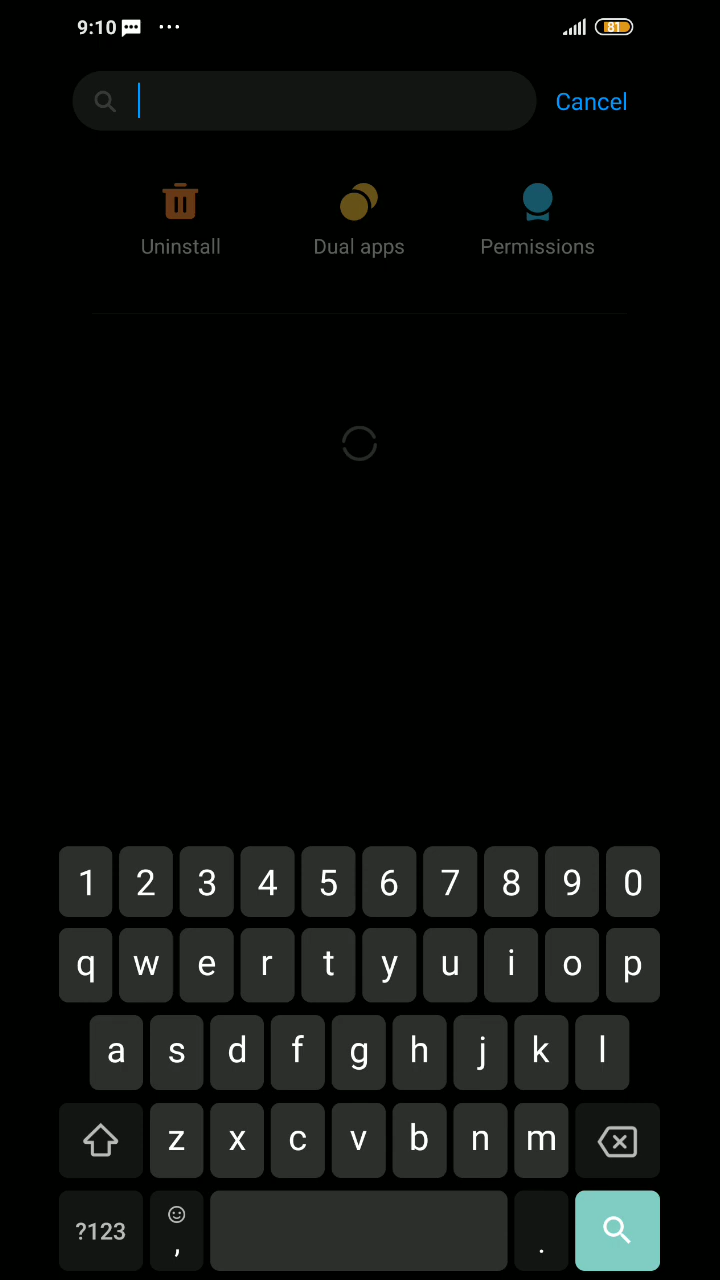 9:10 81
Cancel
Uninstall Dual apps Permissions
1 2 3 4 5 6 7 8 9 0
q w e r t y u i o p
a s d f g h j k l
z x c v b n m
?123 , .